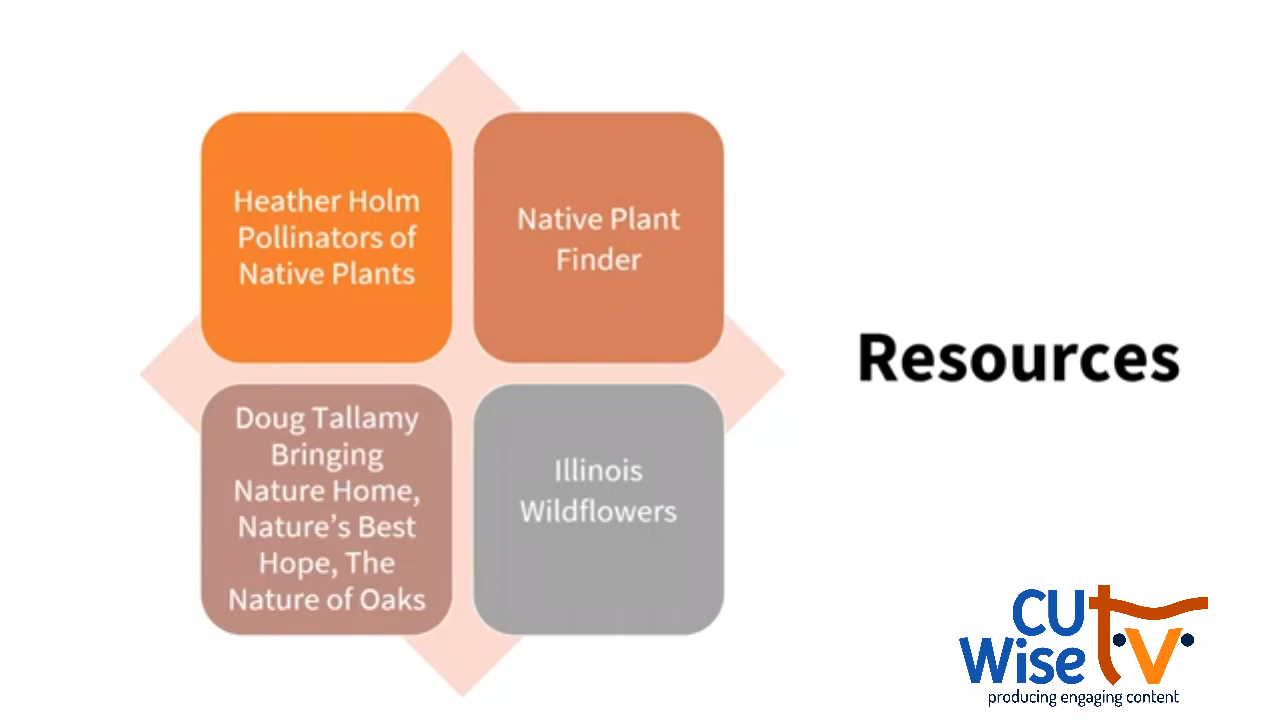 Heather Holm
Pollinators of
Native Plants
Native Plant
Finder
Doug Tallamy
Bringing
Nature Home,
Nature’s Best
Hope, The
Nature of Oaks
Illinois
Wildflowers
Resources
CU
Wise tv
producing engaging content